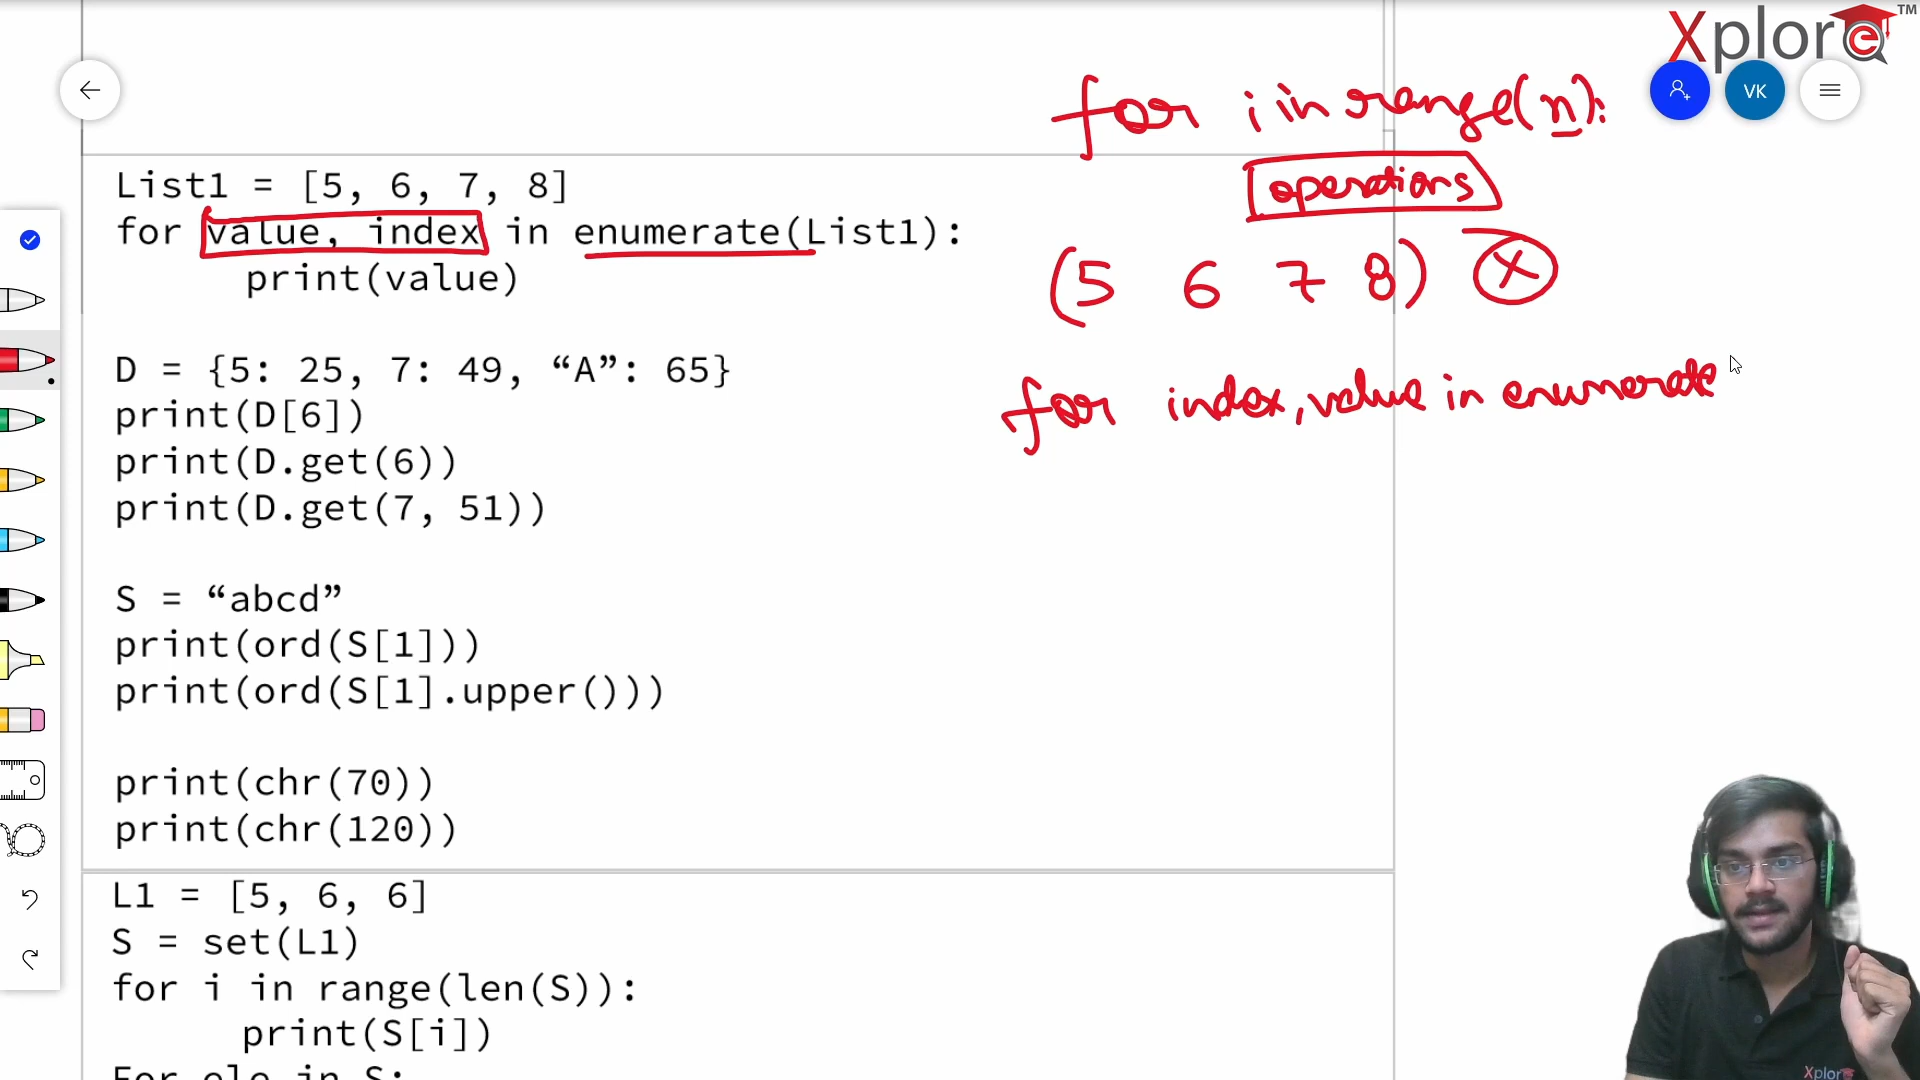 Xplore TM
VK
for i in range(n):
operations
(5 6 7 8) X
for index, value in enumerate
List1 = [5, 6, 7, 8]
for value, index in enumerate(List1):
print(value)
D = {5: 25, 7: 49, “A”: 65}
print(D[6])
print(D.get(6))
print(D.get(7, 51))
S = “abcd”
print(ord(S[1]))
print(ord(S[1].upper()))
print(chr(70))
print(chr(120))
L1 = [5, 6, 6]
S = set(L1)
for i in range(len(S)):
print(S[i])
For ele in S:
Xplore